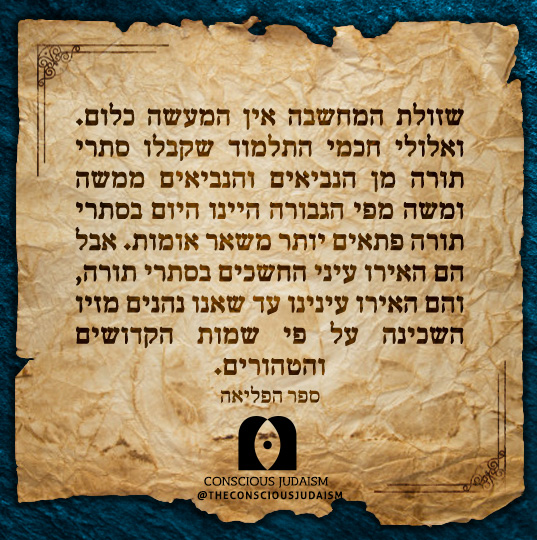 שזולת המחשבה אין המעשה כלום.
ואלולי חכמי התלמוד שקבלו סתרי
תורה מן הנביאים והנביאים ממשה
ומשה מפי הגבורה היינו היום בסתרי
תורה פתאים יותר משאר אומות. אבל
הם האירו עיני החשכים בסתרי תורה,
והם האירו עינינו עד שאנו נהנים מזיו
השכינה על פי שמות הקדושים
והטהורים.
ספר הפליאה
CONSCIOUS JUDAISM
@THECONSCIOUSJUDAISM